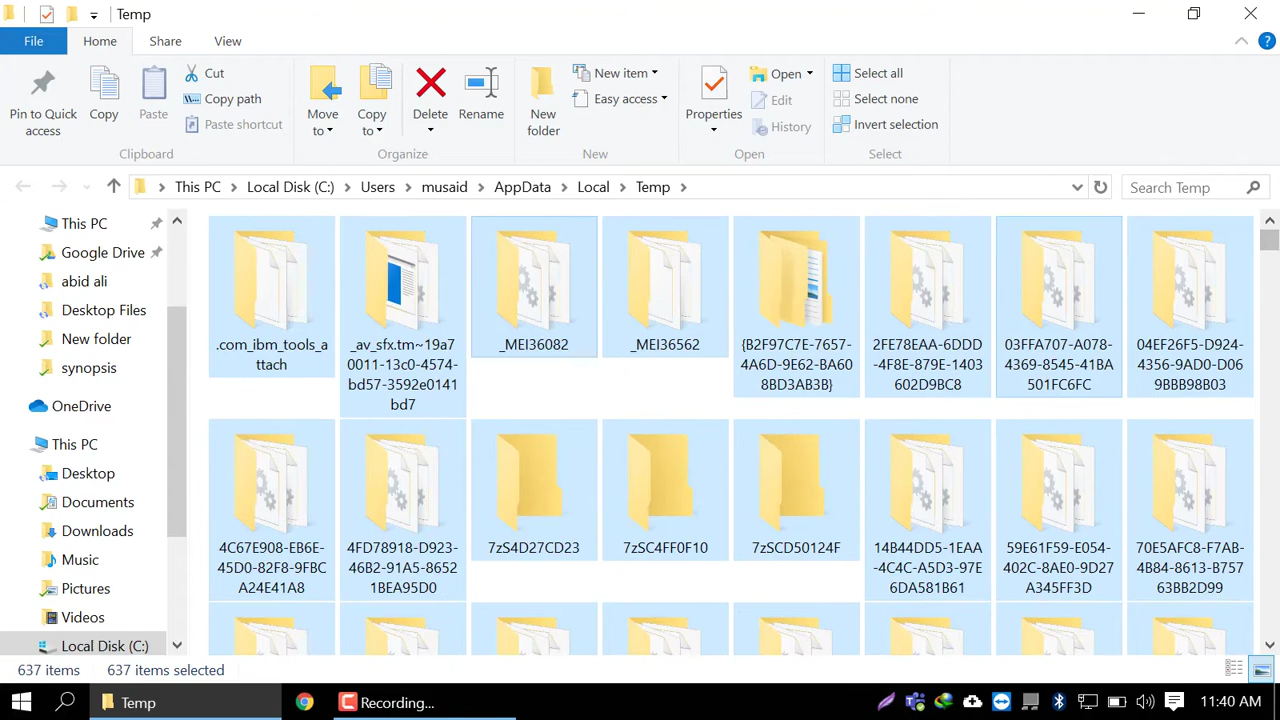 Temp
File
Home
Share
View
Pin to Quick
access
Copy
Paste
Cut
Copy path
Paste shortcut
Clipboard
Move
to
Copy
to
Delete
Rename
Organize
New
folder
New item
Easy access
New
Properties
Open
Edit
History
Open
Select all
Select none
Invert selection
Select
This PC
Local Disk (C:)
Users
musaid
AppData
Local
Temp
Search Temp
This PC
Google Drive
abid ali
Desktop Files
New folder
synopsis
OneDrive
This PC
Desktop
Documents
Downloads
Music
Pictures
Videos
Local Disk (C:)
.com_ibm_tools_a
ttach
_av_sfx.tm~19a7
0011-13c0-4574-
bd57-3592e0141
bd7
_MEI36082
_MEI36562
{B2F97C7E-7657-
4A6D-9E62-BA60
8BD3AB3B}
2FE78EAA-6DDD
-4F8E-879E-1403
602D9BC8
03FFA707-A078-
4369-8545-41BA
501FC6FC
04EF26F5-D924-
4356-9AD0-D06
9BBB98B03
4C67E908-EB6E-
45D0-82F8-9FBC
A24E41A8
4FD78918-D923-
46B2-91A5-8652
1BEA95D0
7zS4D27CD23
7zSC4FF0F10
7zSCD50124F
14B44DD5-1EAA
-4C4C-A5D3-97E
6DA581B61
59E61F59-E054-
402C-8AE0-9D27
A345FF3D
70E5AFC8-F7AB-
4B84-8613-B757
63BB2D99
637 items
637 items selected
Temp
Recording...
11:40 AM